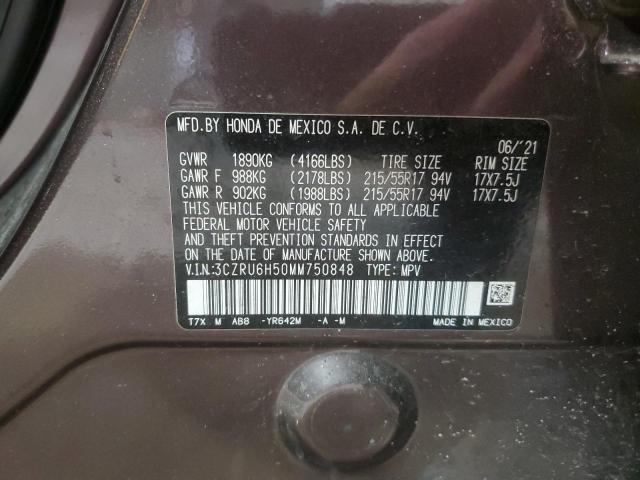 MFD.BY HONDA DE MEXICO S.A. DE C.V.
06/'21
GVWR 1890KG (4166LBS) TIRE SIZE RIM SIZE
GAWR F 988KG (2178LBS) 215/55R17 94V 17X7.5J
GAWR R 902KG (1988LBS) 215/55R17 94V 17X7.5J
THIS VEHICLE CONFORMS TO ALL APPLICABLE
FEDERAL MOTOR VEHICLE SAFETY
AND THEFT PREVENTION STANDARDS IN EFFECT
ON THE DATE OF MANUFACTURE SHOWN ABOVE.
V.I.N:3CZRU6H50MM750848 TYPE: MPV
T7X M AB8 -YR642M -A -M MADE IN MEXICO